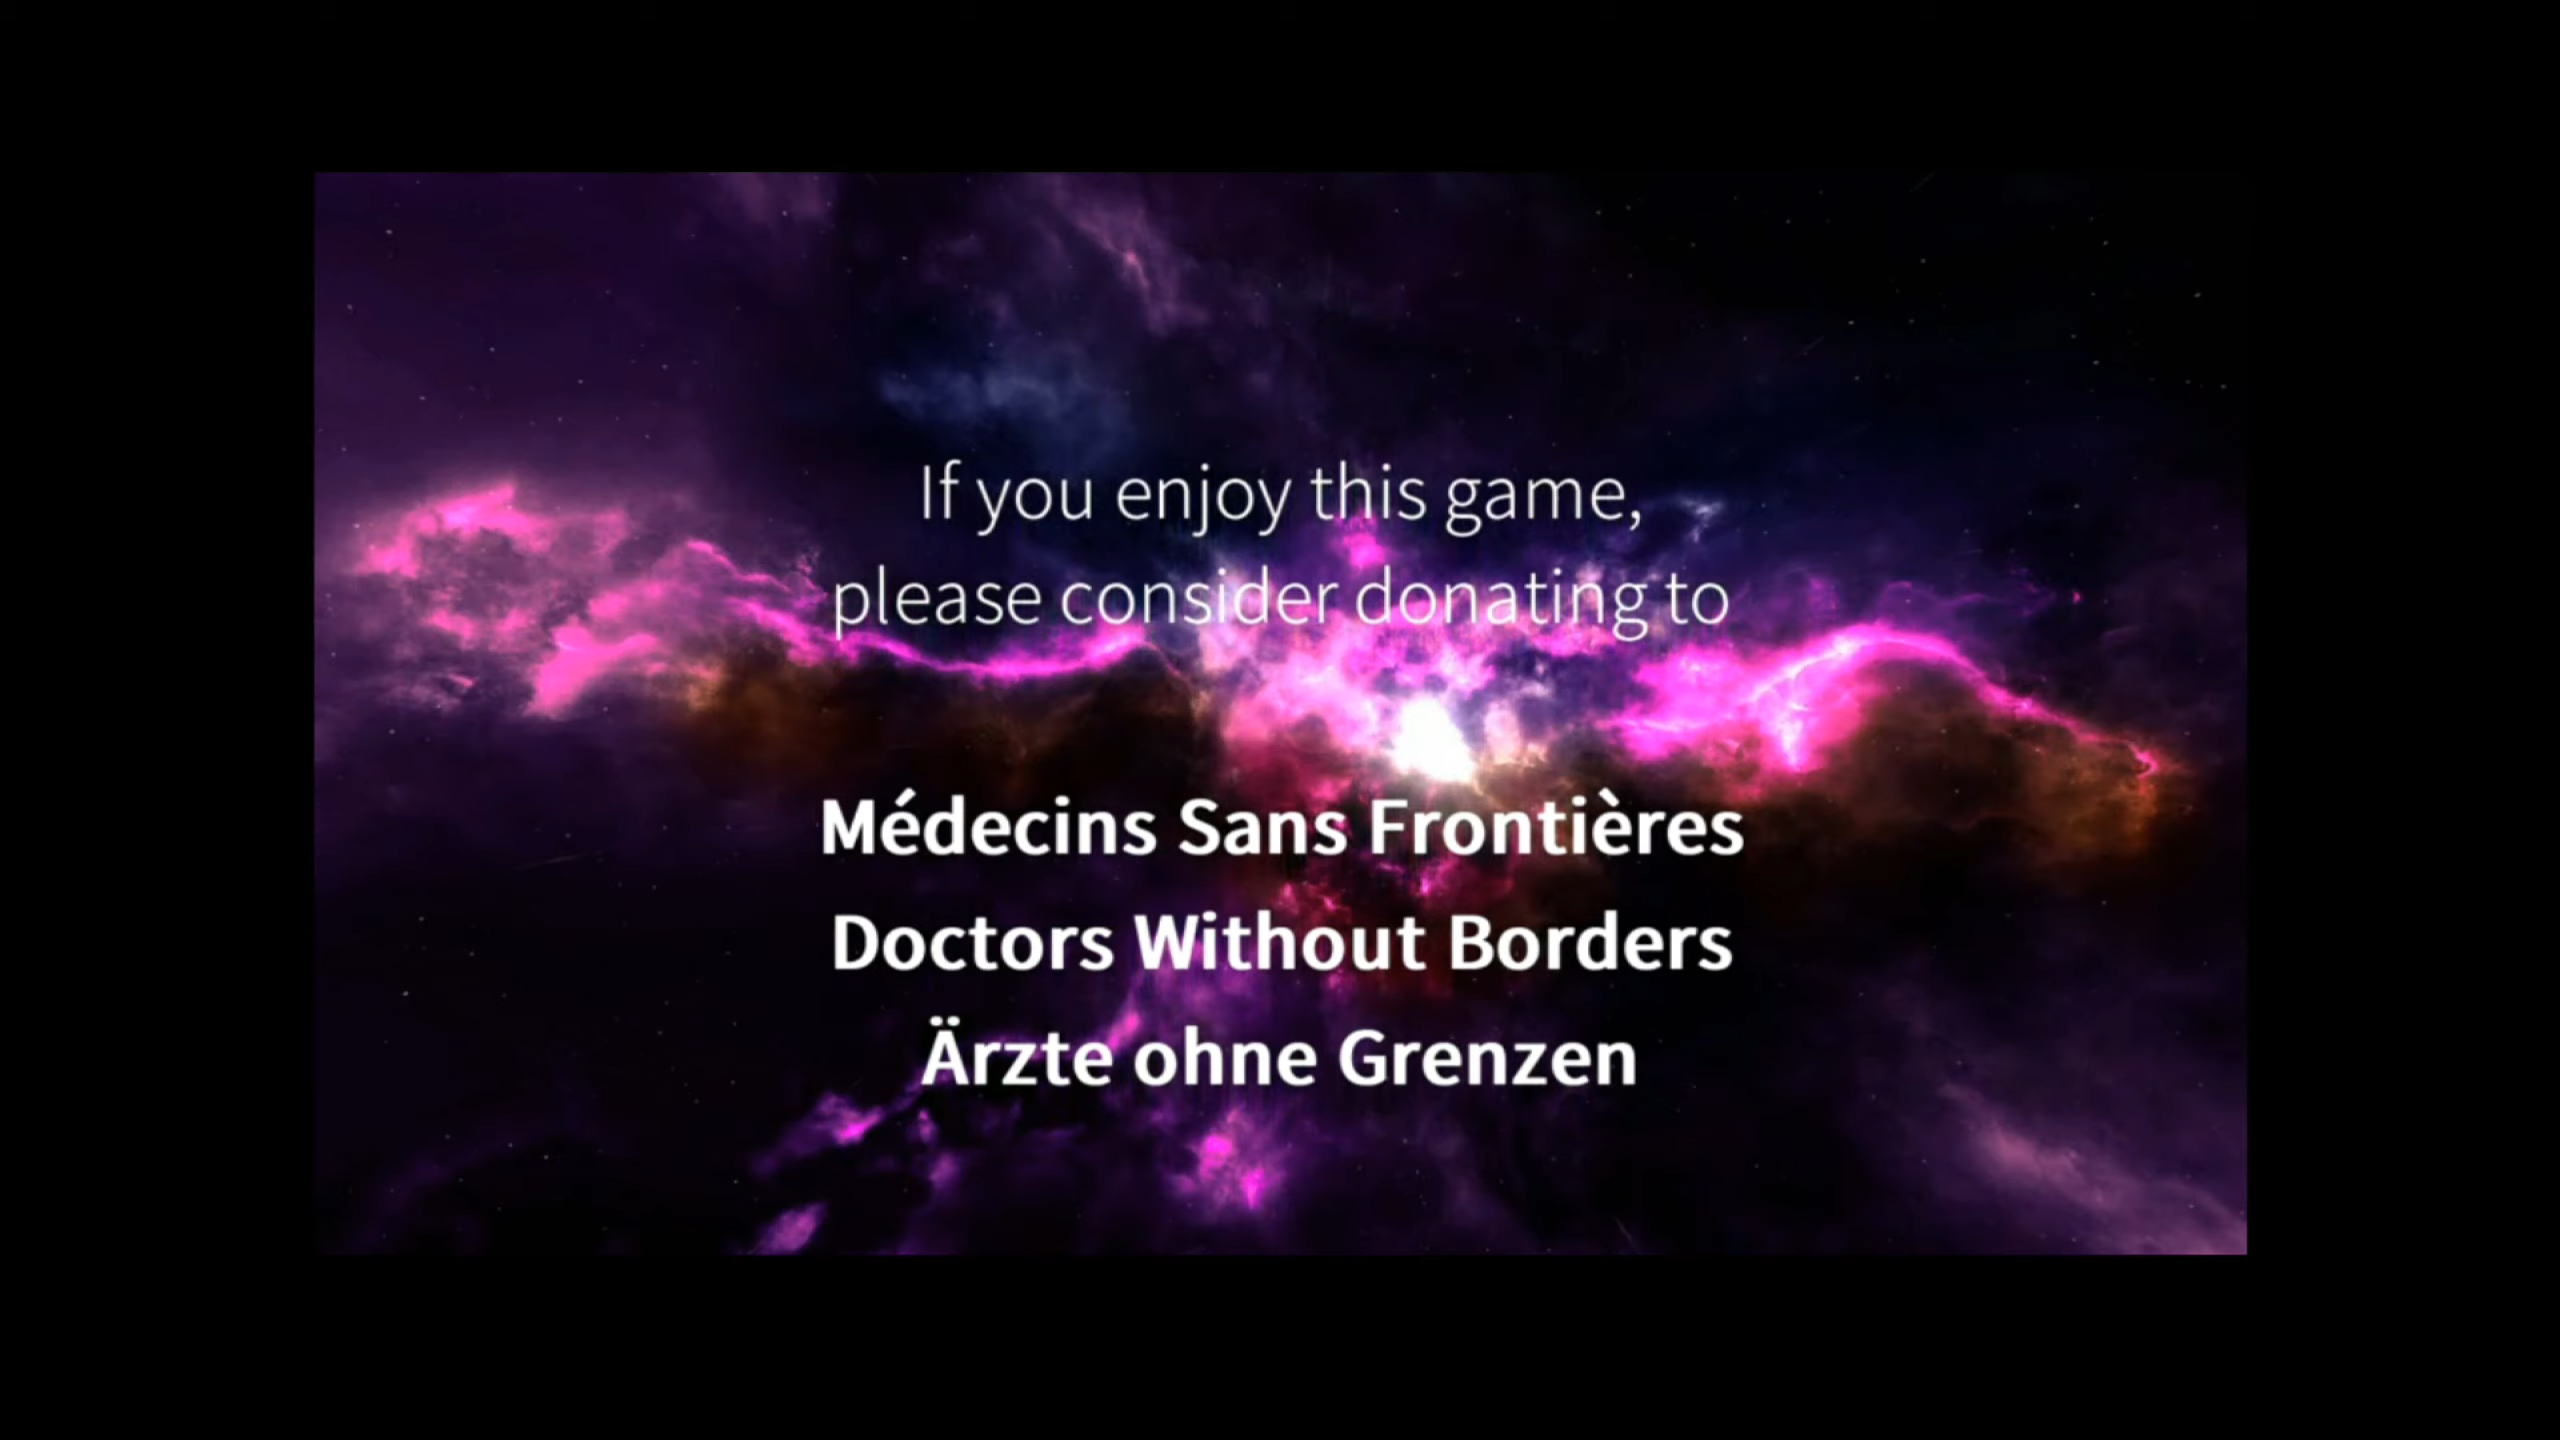 If you enjoy this game,
please consider donating to
Médecins Sans Frontières
Doctors Without Borders
Ärzte ohne Grenzen